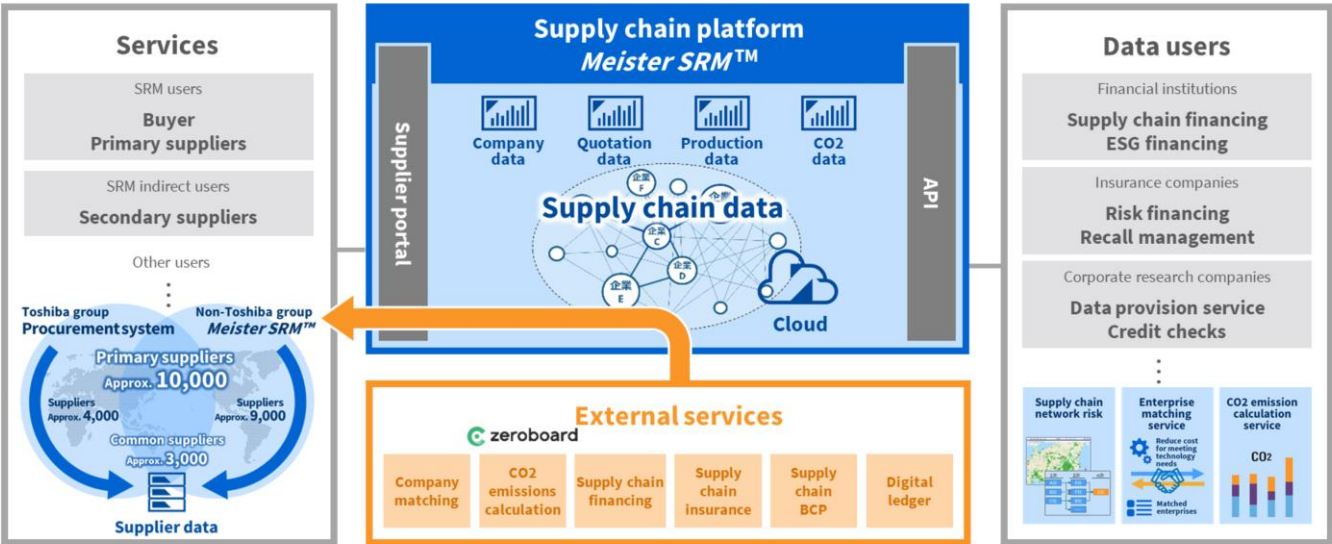 Services
SRM users
Buyer
Primary suppliers
SRM indirect users
Secondary suppliers
Other users
Toshiba group
Procurement system
Non-Toshiba group
Meister SRM™
Primary suppliers
Approx. 10,000
Suppliers
Approx. 4,000
Suppliers
Approx. 9,000
Common suppliers
Approx. 3,000
Supplier data
Supply chain platform
Meister SRM™
Supplier portal
Company
data
Quotation
data
Production
data
CO2
data
企業
F
Supply chain data
企業
C
企業
D
企業
E
Cloud
API
External services
zeroboard
Company
matching
CO2
emissions
calculation
Supply chain
financing
Supply
chain
insurance
Supply
chain
BCP
Digital
ledger
Data users
Financial institutions
Supply chain financing
ESG financing
Insurance companies
Risk financing
Recall management
Corporate research companies
Data provision service
Credit checks
Supply chain
network risk
Enterprise
matching
service
Reduce cost
for meeting
technology
needs
Matched
enterprises
CO2 emission
calculation
service
CO2